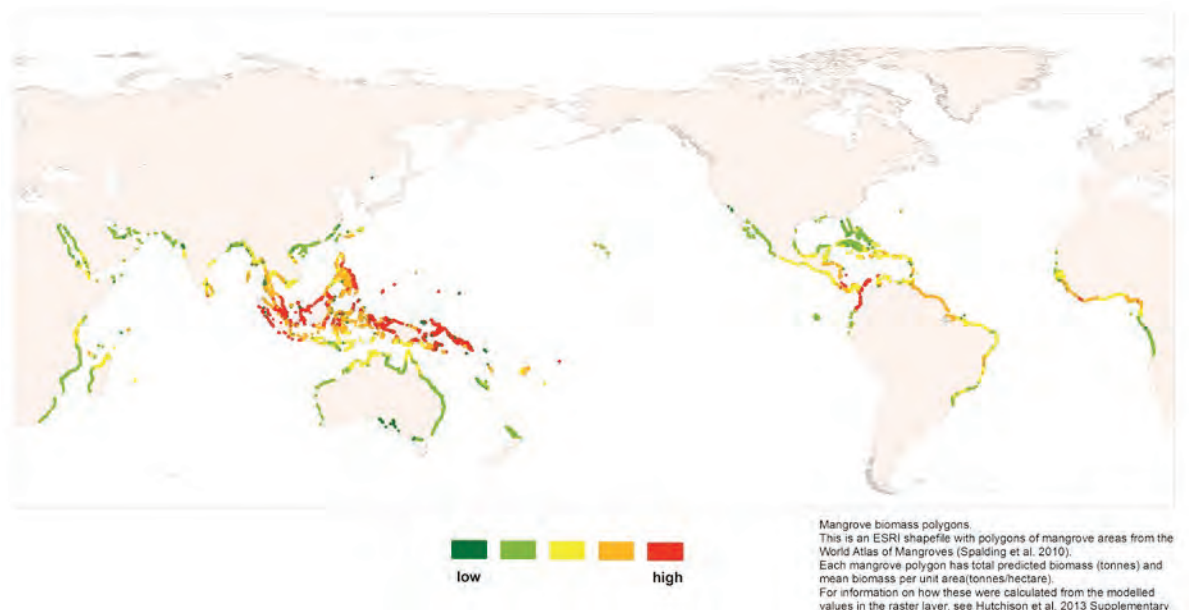 low high
Mangrove biomass polygons.
This is an ESRI shapefile with polygons of mangrove areas from the
World Atlas of Mangroves (Spalding et al. 2010).
Each mangrove polygon has total predicted biomass (tonnes) and
mean biomass per unit area(tonnes/hectare).
For information on how these were calculated from the modelled
values in the raster layer, see Hutchison et al. 2013 Supplementary